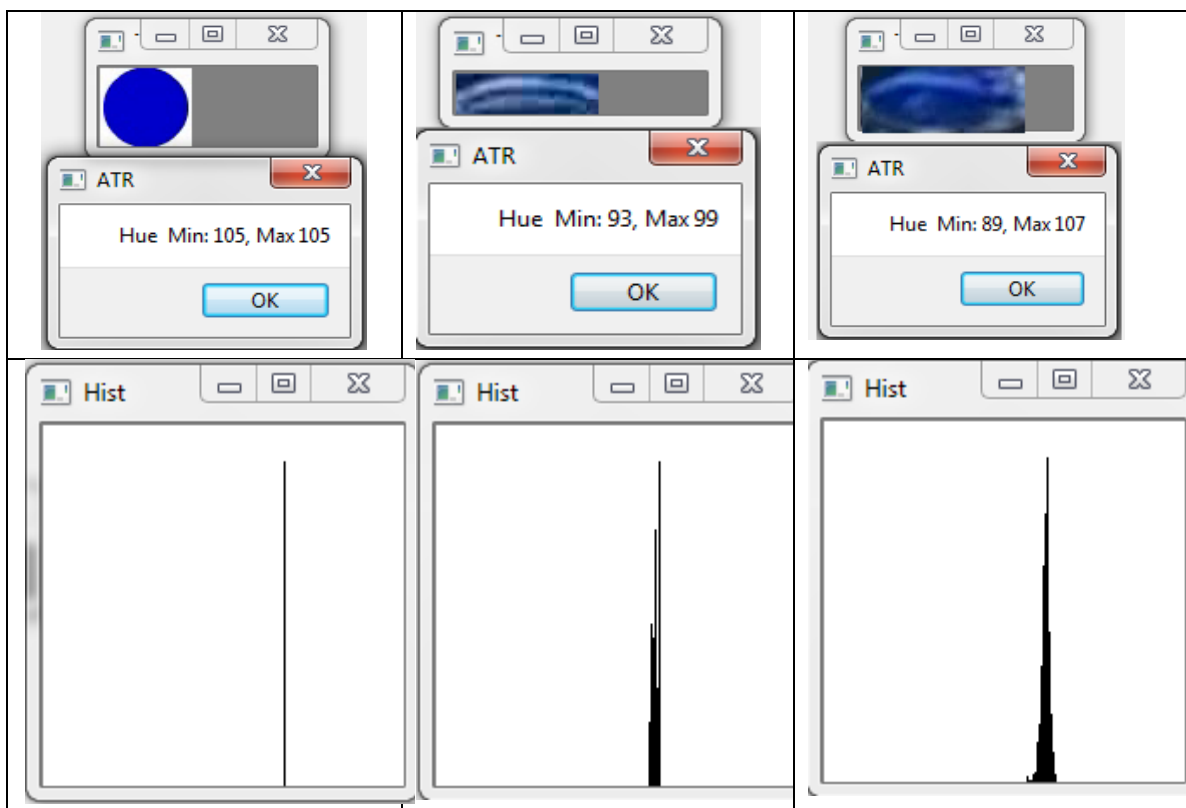 ATR
Hue Min: 105, Max 105
OK
ATR
Hue Min: 93, Max 99
OK
ATR
Hue Min: 89, Max 107
OK
Hist
Hist
Hist